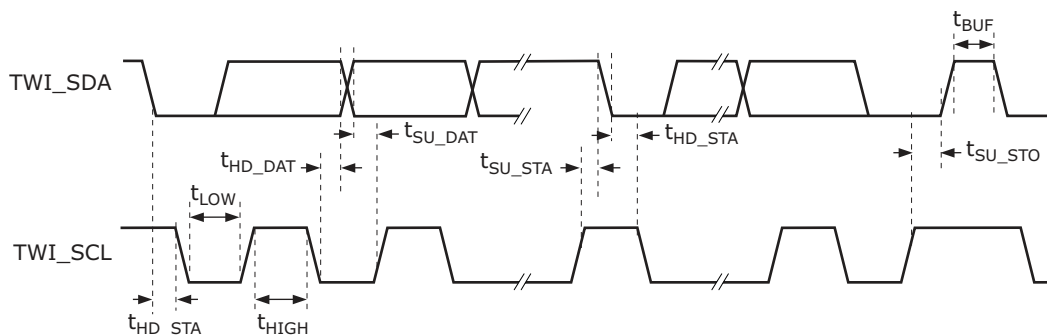 t_BUF
TWI_SDA
t_SU_DAT
t_HD_STA
t_HD_DAT
t_SU_STA
t_SU_STO
t_LOW
TWI_SCL
t_HD_STA
t_HIGH